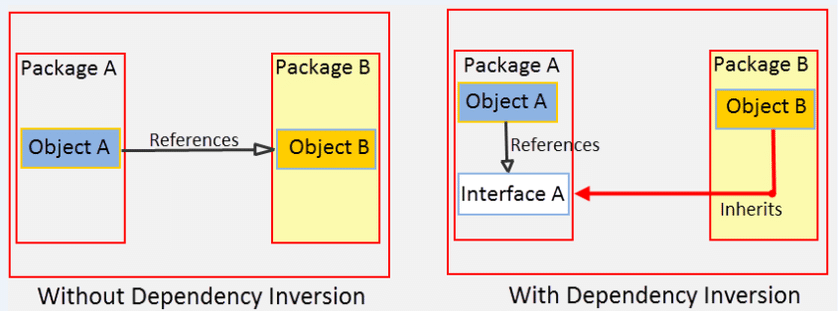 Package A
Package B
Object A
References
Object B
Without Dependency Inversion
Package A
Package B
Object A
Object B
References
Interface A
Inherits
With Dependency Inversion